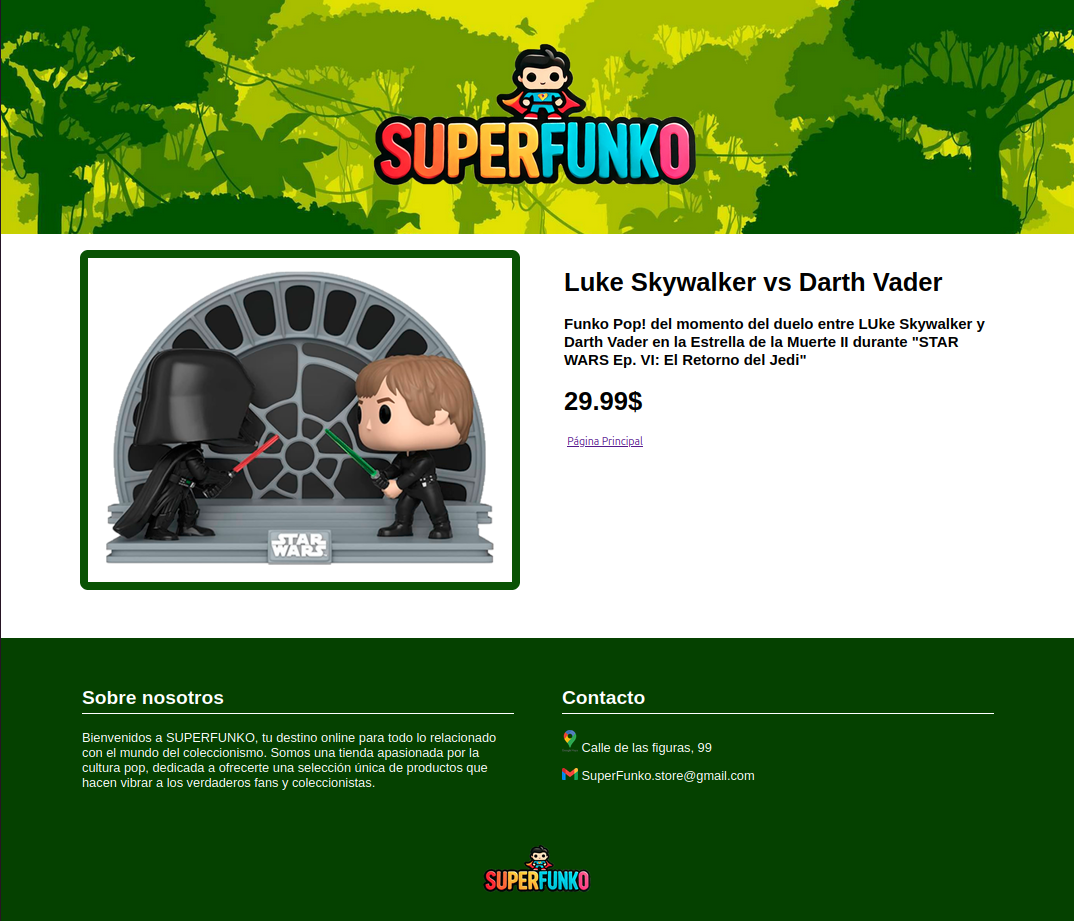 SUPERFUNKO
Luke Skywalker vs Darth Vader
Funko Pop! del momento del duelo entre LUke Skywalker y
Darth Vader en la Estrella de la Muerte II durante "STAR
WARS Ep. VI: El Retorno del Jedi"
29.99$
Página Principal
STAR
WARS
Sobre nosotros
Bienvenidos a SUPERFUNKO, tu destino online para todo lo relacionado
con el mundo del coleccionismo. Somos una tienda apasionada por la
cultura pop, dedicada a ofrecerte una selección única de productos que
hacen vibrar a los verdaderos fans y coleccionistas.
Contacto
Calle de las figuras, 99
SuperFunko.store@gmail.com
SUPERFUNKO